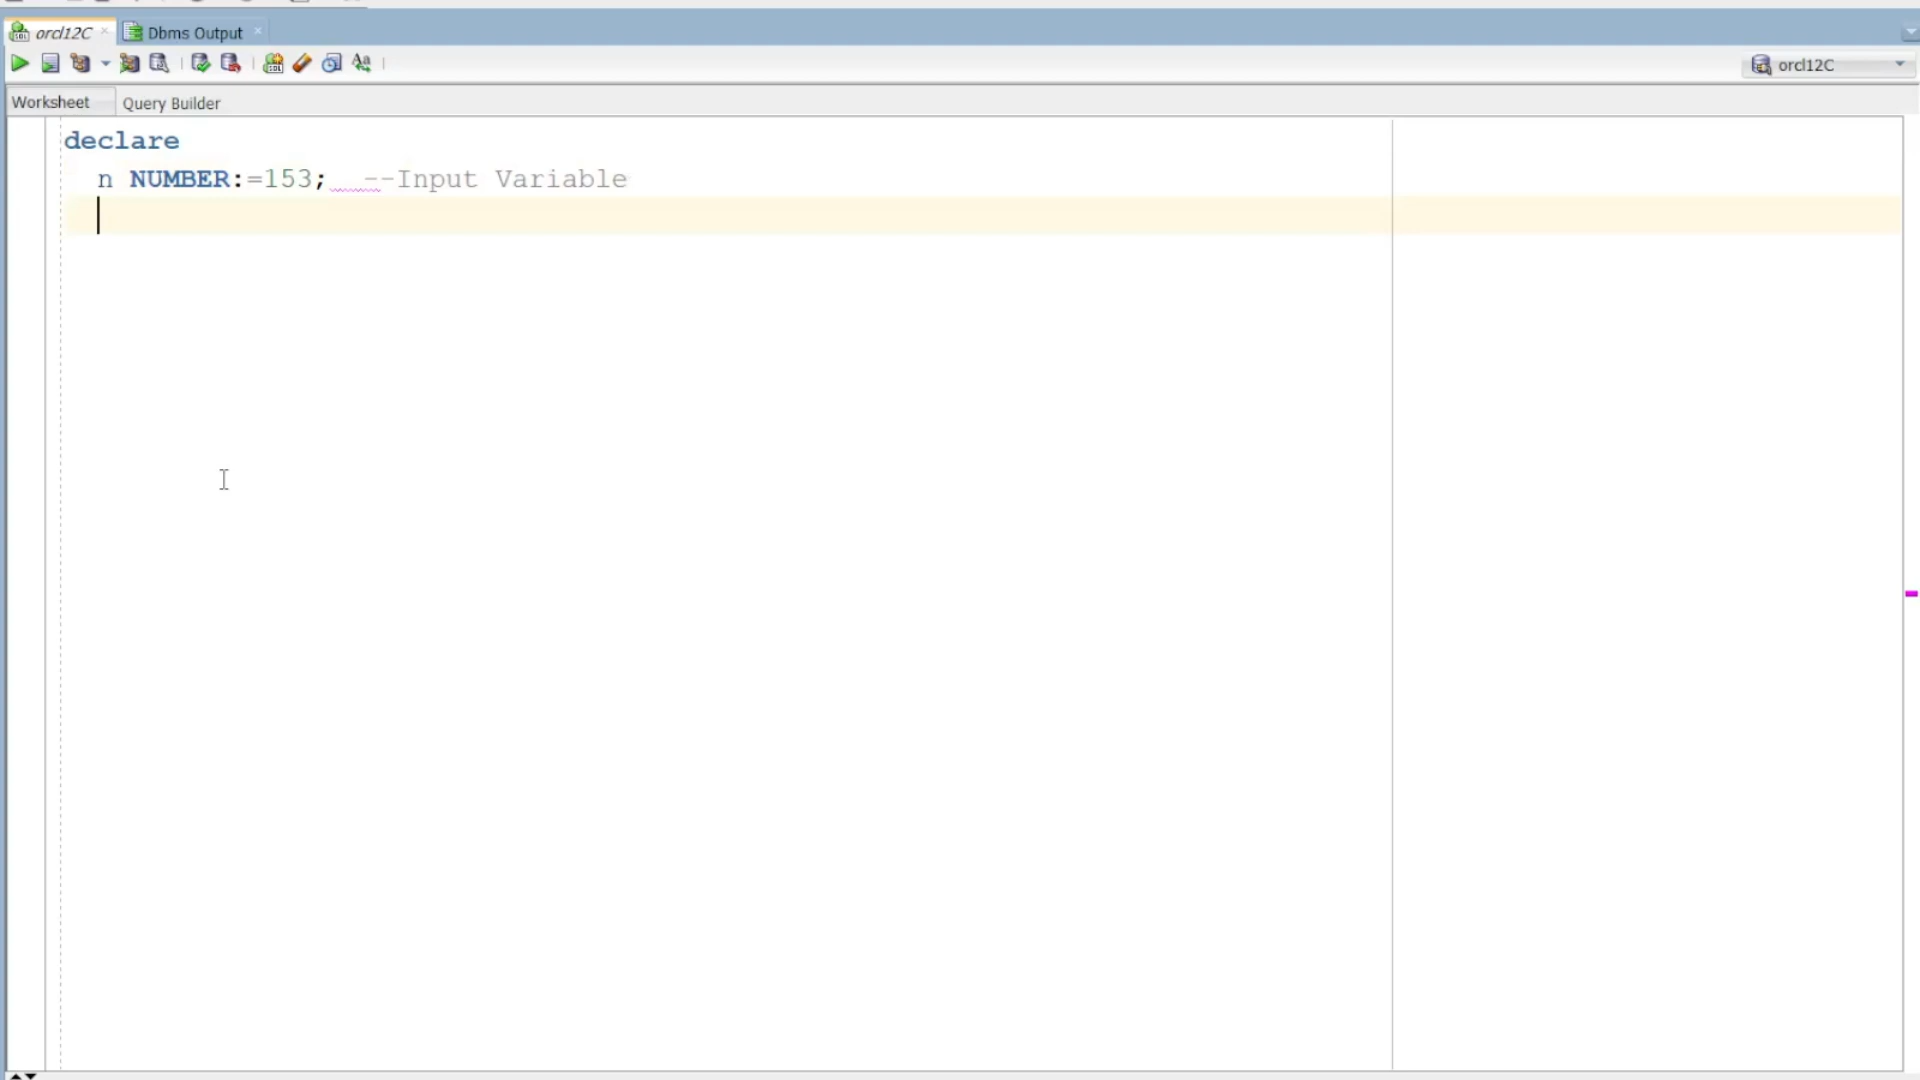 orcl12C
Dbms Output
orcl12C
Worksheet
Query Builder
declare
n NUMBER:=153; --Input Variable